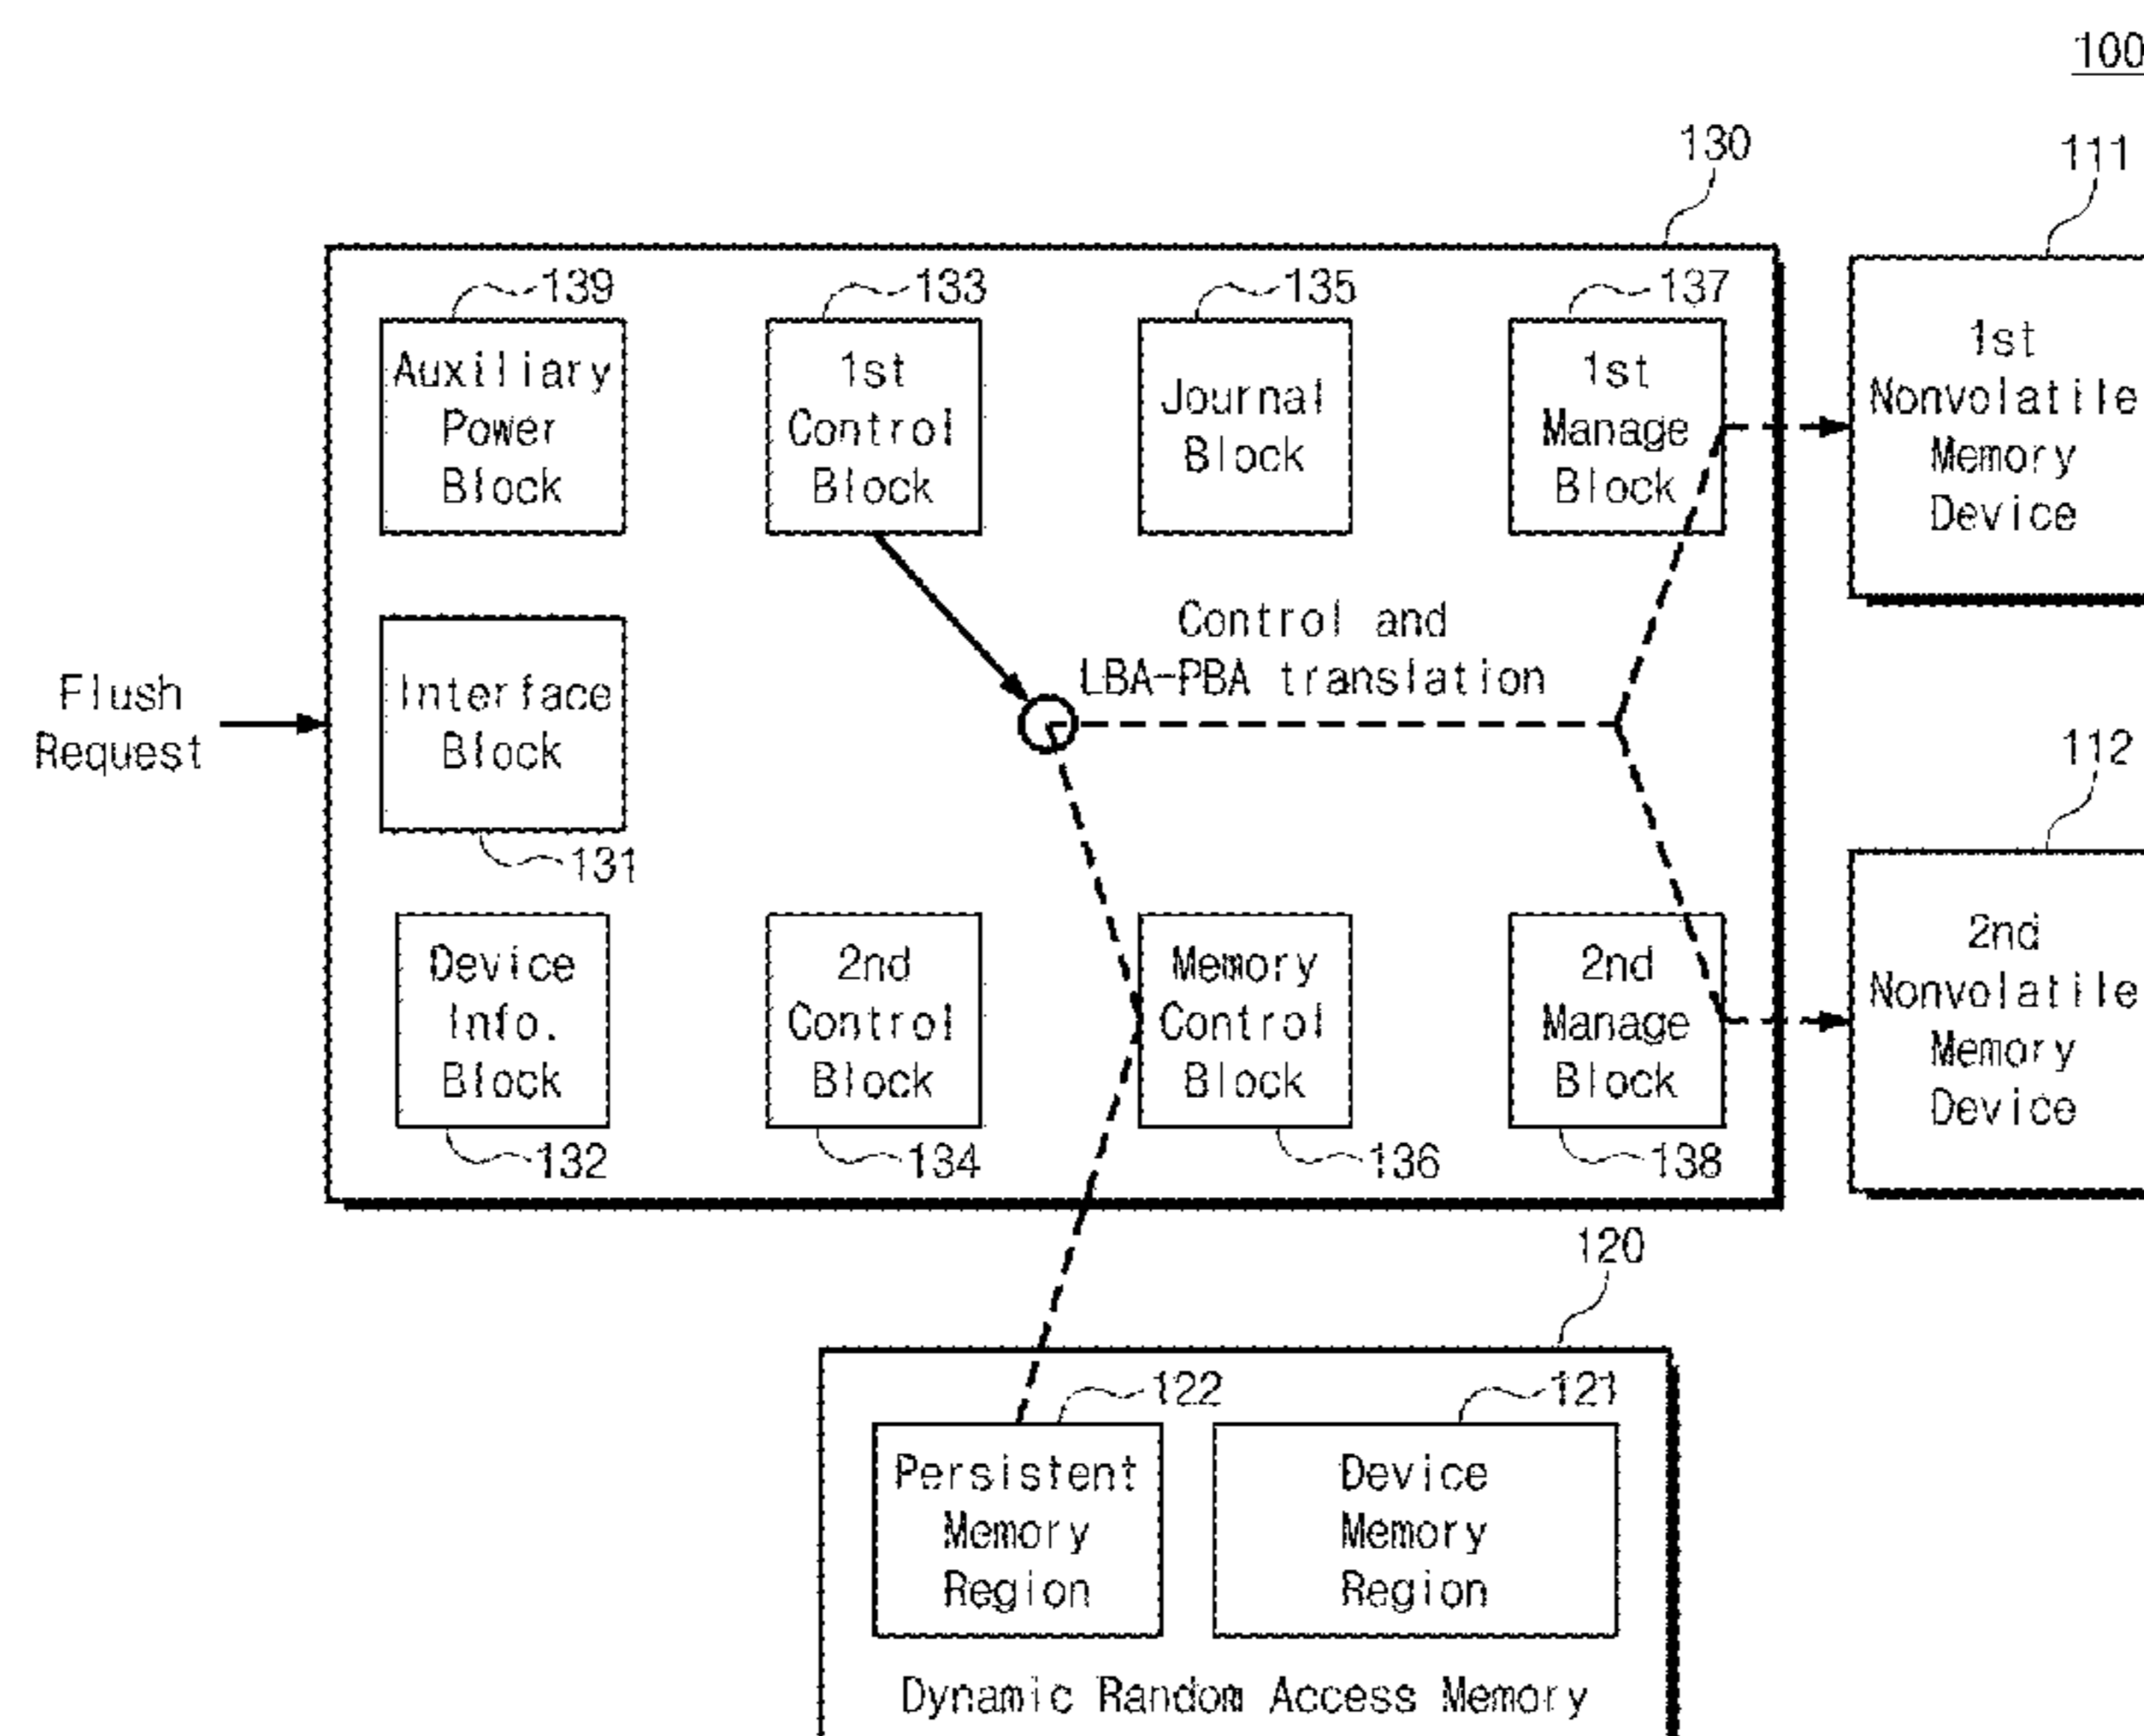 100
130
111
139
133
135
137
Auxiliary
Power
Block
1st
Control
Block
Journal
Block
1st
Manage
Block
1st
Nonvolatile
Memory
Device
Control and
LBA-PBA translation
Flush
Request
Interface
Block
131
112
Device
Info.
Block
2nd
Control
Block
Memory
Control
Block
2nd
Manage
Block
2nd
Nonvolatile
Memory
Device
132
134
136
138
120
122
121
Persistent
Memory
Region
Device
Memory
Region
Dynamic Random Access Memory